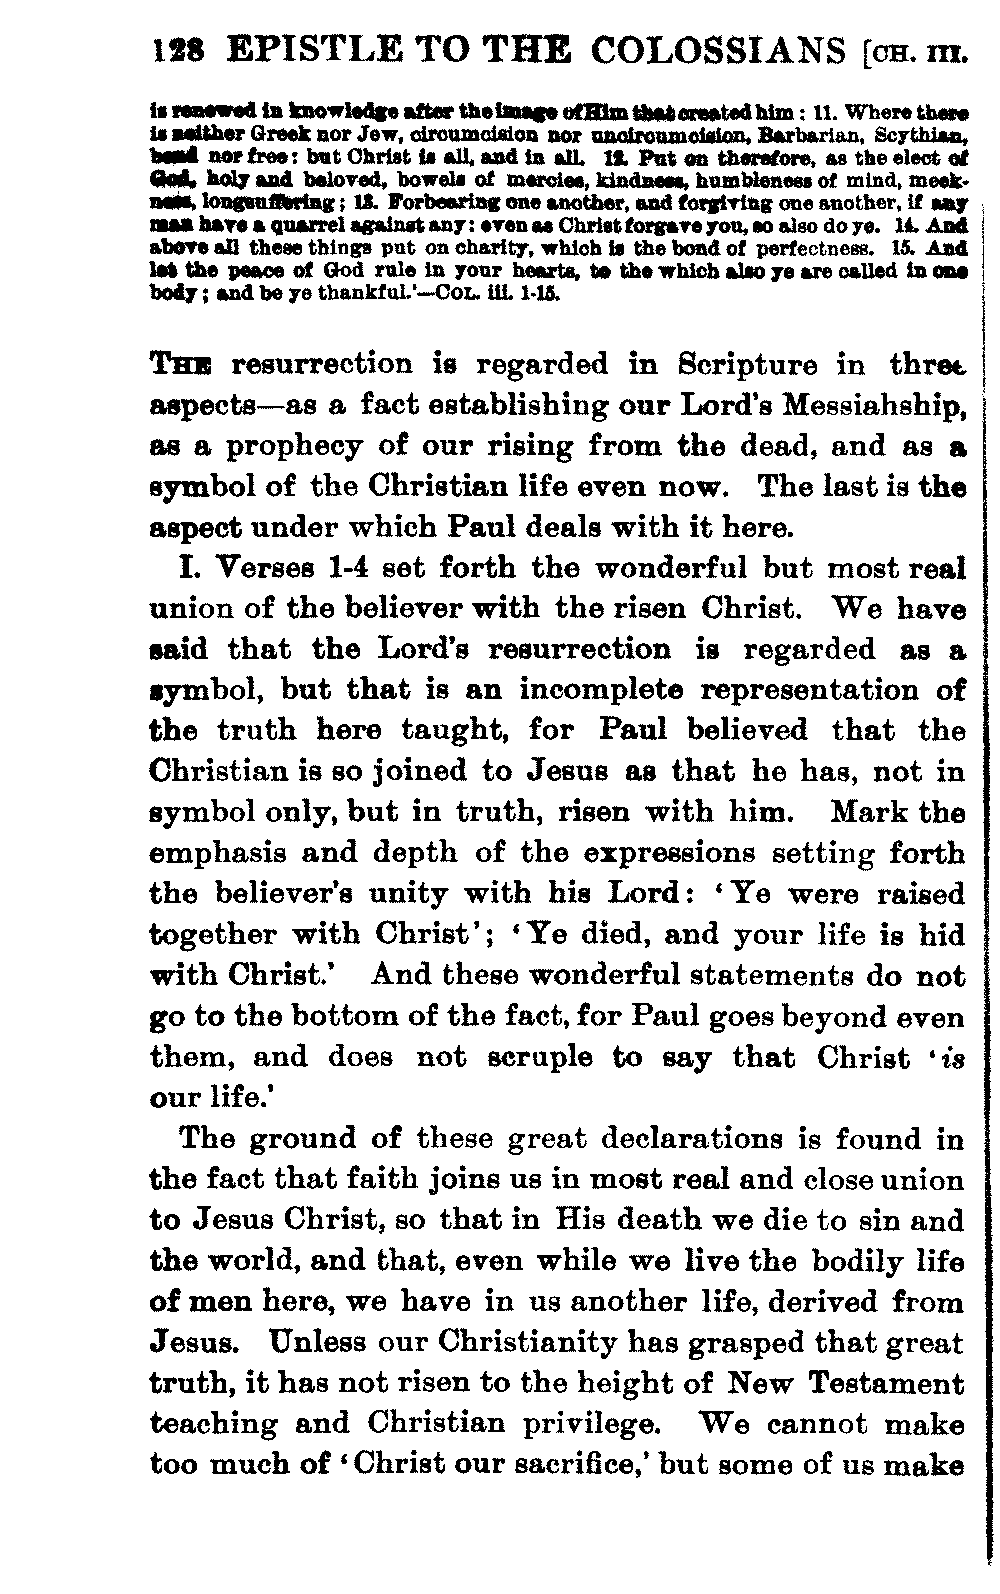 128 EPISTLE TO THE COLOSSIANS [CH. III.
is renewed in knowledge after the image of Him that created him : 11. Where there
is neither Greek nor Jew, circumcision nor uncircumcision, Barbarian, Scythian,
bond nor free: but Christ is all, and in all. 12. Put on therefore, as the elect of
God, holy and beloved, bowels of mercies, kindness, humbleness of mind, meek-
ness, longsuffering ; 13. Forbearing one another, and forgiving one another, if any
man have a quarrel against any: even as Christ forgave you, so also do ye. 14. And
above all these things put on charity, which is the bond of perfectness. 15. And
let the peace of God rule in your hearts, to the which also ye are called in one
body ; and be ye thankful.'—COL. iii. 1-15.
THE resurrection is regarded in Scripture in three
aspects—as a fact establishing our Lord's Messiahship,
as a prophecy of our rising from the dead, and as a
symbol of the Christian life even now. The last is the
aspect under which Paul deals with it here.
I. Verses 1-4 set forth the wonderful but most real
union of the believer with the risen Christ. We have
said that the Lord's resurrection is regarded as a
symbol, but that is an incomplete representation of
the truth here taught, for Paul believed that the
Christian is so joined to Jesus as that he has, not in
symbol only, but in truth, risen with him. Mark the
emphasis and depth of the expressions setting forth
the believer's unity with his Lord: 'Ye were raised
together with Christ'; 'Ye died, and your life is hid
with Christ.' And these wonderful statements do not
go to the bottom of the fact, for Paul goes beyond even
them, and does not scruple to say that Christ 'is
our life.'
The ground of these great declarations is found in
the fact that faith joins us in most real and close union
to Jesus Christ, so that in His death we die to sin and
the world, and that, even while we live the bodily life
of men here, we have in us another life, derived from
Jesus. Unless our Christianity has grasped that great
truth, it has not risen to the height of New Testament
teaching and Christian privilege. We cannot make
too much of 'Christ our sacrifice,' but some of us make